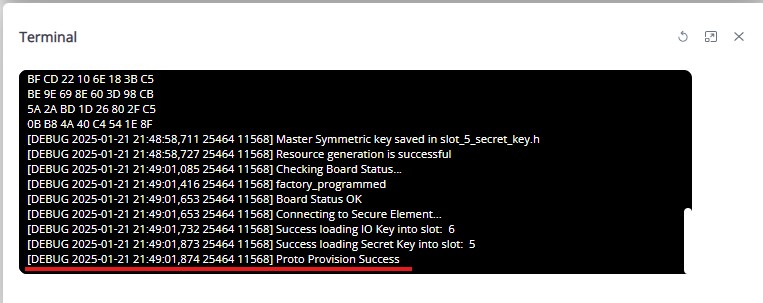 Terminal
BF CD 22 10 6E 18 3B C5
BE 9E 69 8E 60 3D 98 CB
5A 2A BD 1D 26 80 2F C5
0B B8 4A 40 C4 54 1E 8F
[DEBUG 2025-01-21 21:48:58,711 25464 11568] Master Symmetric key saved in slot_5_secret_key.h
[DEBUG 2025-01-21 21:48:58,727 25464 11568] Resource generation is successful
[DEBUG 2025-01-21 21:49:01,085 25464 11568] Checking Board Status...
[DEBUG 2025-01-21 21:49:01,416 25464 11568] factory_programmed
[DEBUG 2025-01-21 21:49:01,653 25464 11568] Board Status OK
[DEBUG 2025-01-21 21:49:01,653 25464 11568] Connecting to Secure Element...
[DEBUG 2025-01-21 21:49:01,732 25464 11568] Success loading IO Key into slot:  6
[DEBUG 2025-01-21 21:49:01,873 25464 11568] Success loading Secret Key into slot:  5
[DEBUG 2025-01-21 21:49:01,874 25464 11568] Proto Provision Success